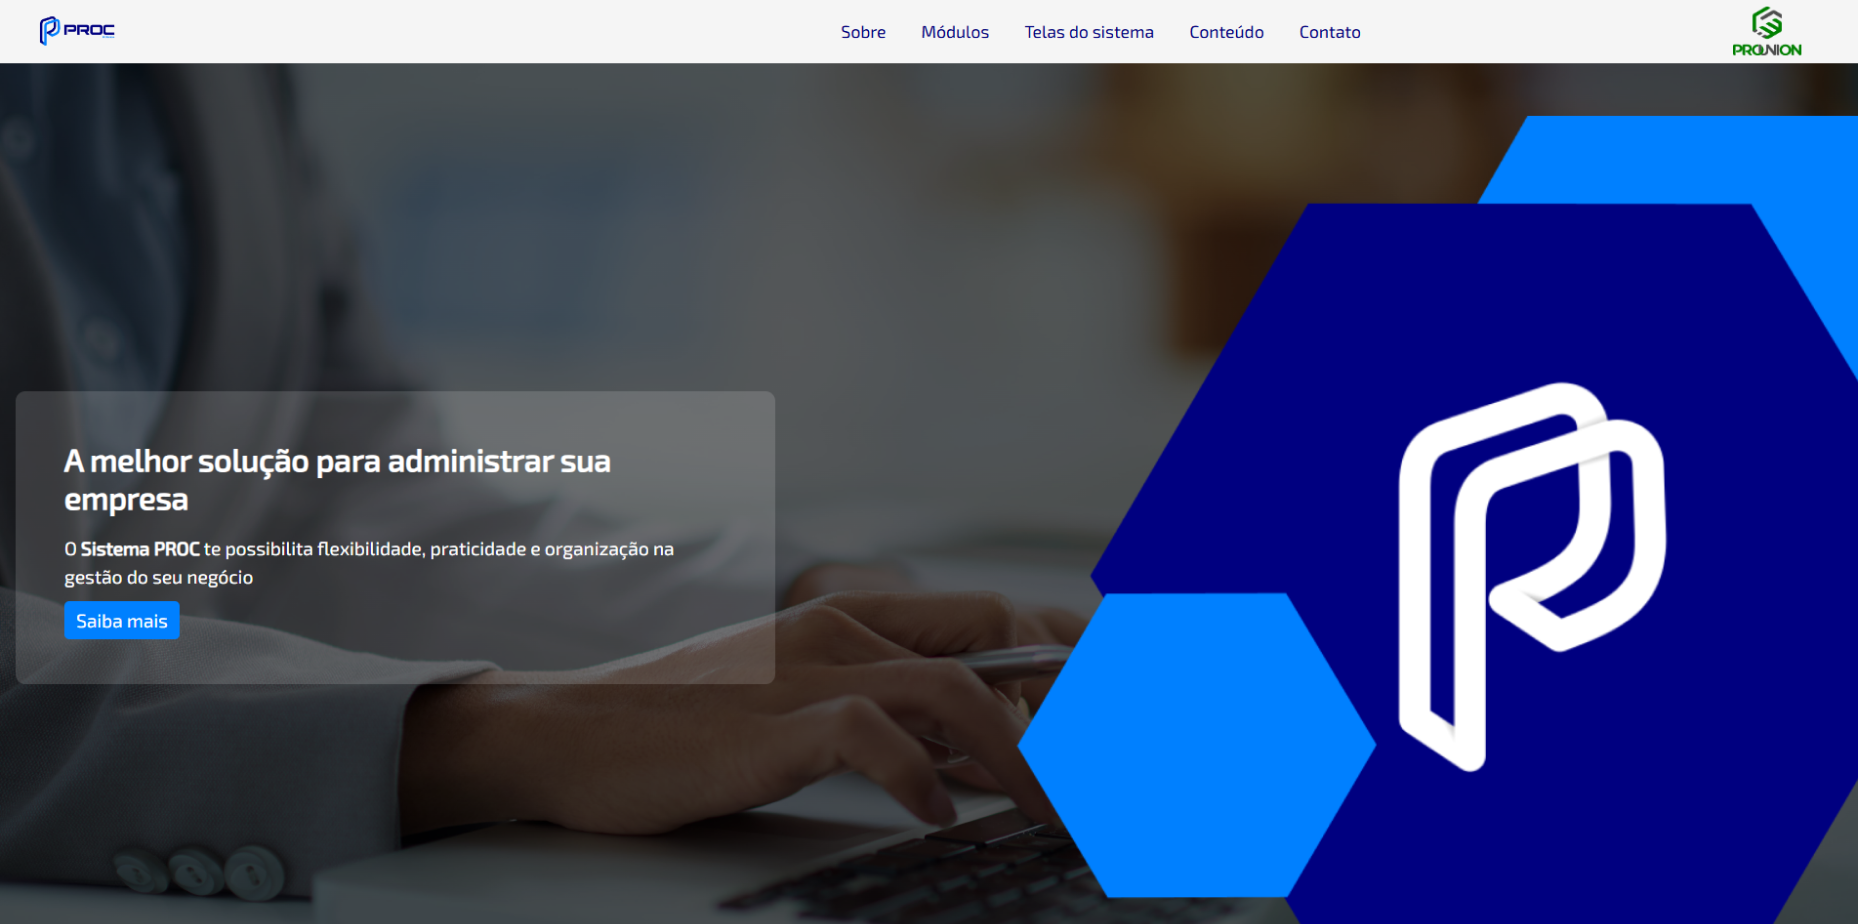 PROC
Sobre
Módulos
Telas do sistema
Conteúdo
Contato
PROUNION
A melhor solução para administrar sua
empresa
O Sistema PROC te possibilita flexibilidade, praticidade e organização na
gestão do seu negócio
Saiba mais